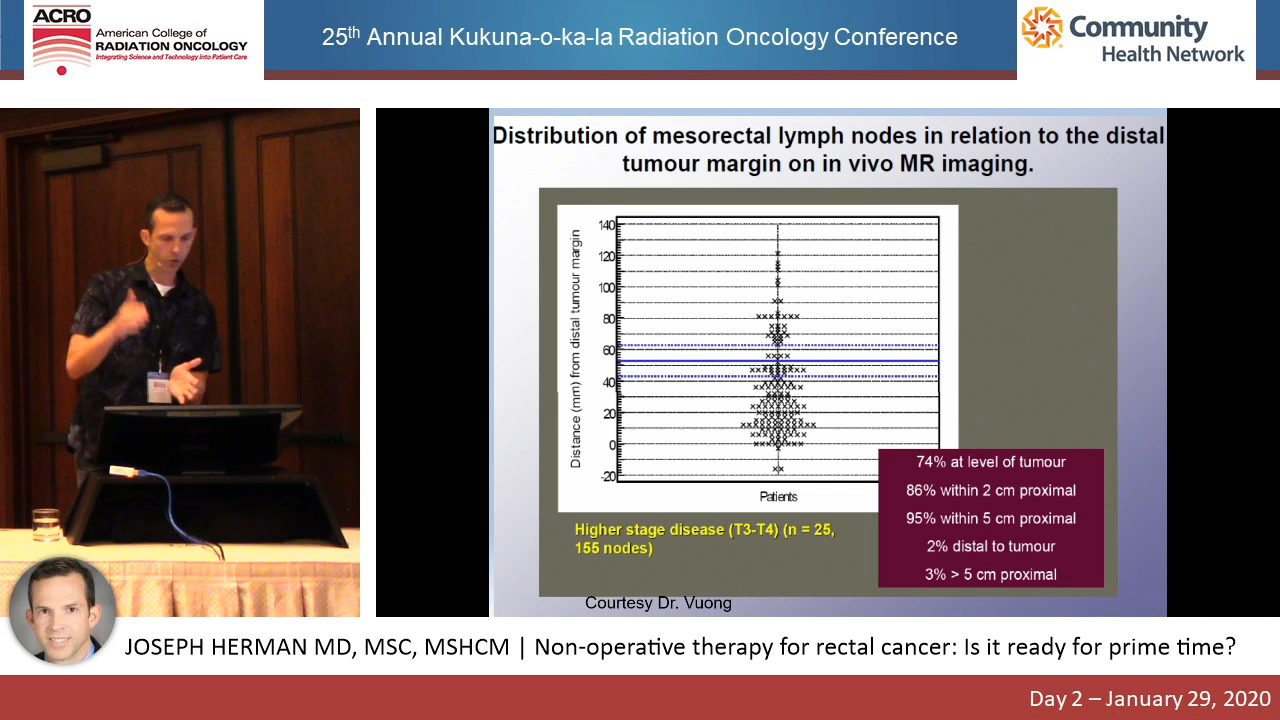 ACRO
American College of
RADIATION ONCOLOGY
Integrating Science and Technology Into Patient Care
25th Annual Kukuna-o-ka-la Radiation Oncology Conference
Community
Health Network
Distribution of mesorectal lymph nodes in relation to the distal
tumour margin on in vivo MR imaging.
Distance (mm) from distal tumour margin
140
120
100
80
60
40
20
0
-20
Patients
Higher stage disease (T3-T4) (n = 25,
155 nodes)
74% at level of tumour
86% within 2 cm proximal
95% within 5 cm proximal
2% distal to tumour
3% > 5 cm proximal
Courtesy Dr. Vuong
JOSEPH HERMAN MD, MSC, MSHCM | Non-operative therapy for rectal cancer: Is it ready for prime time?
Day 2 – January 29, 2020